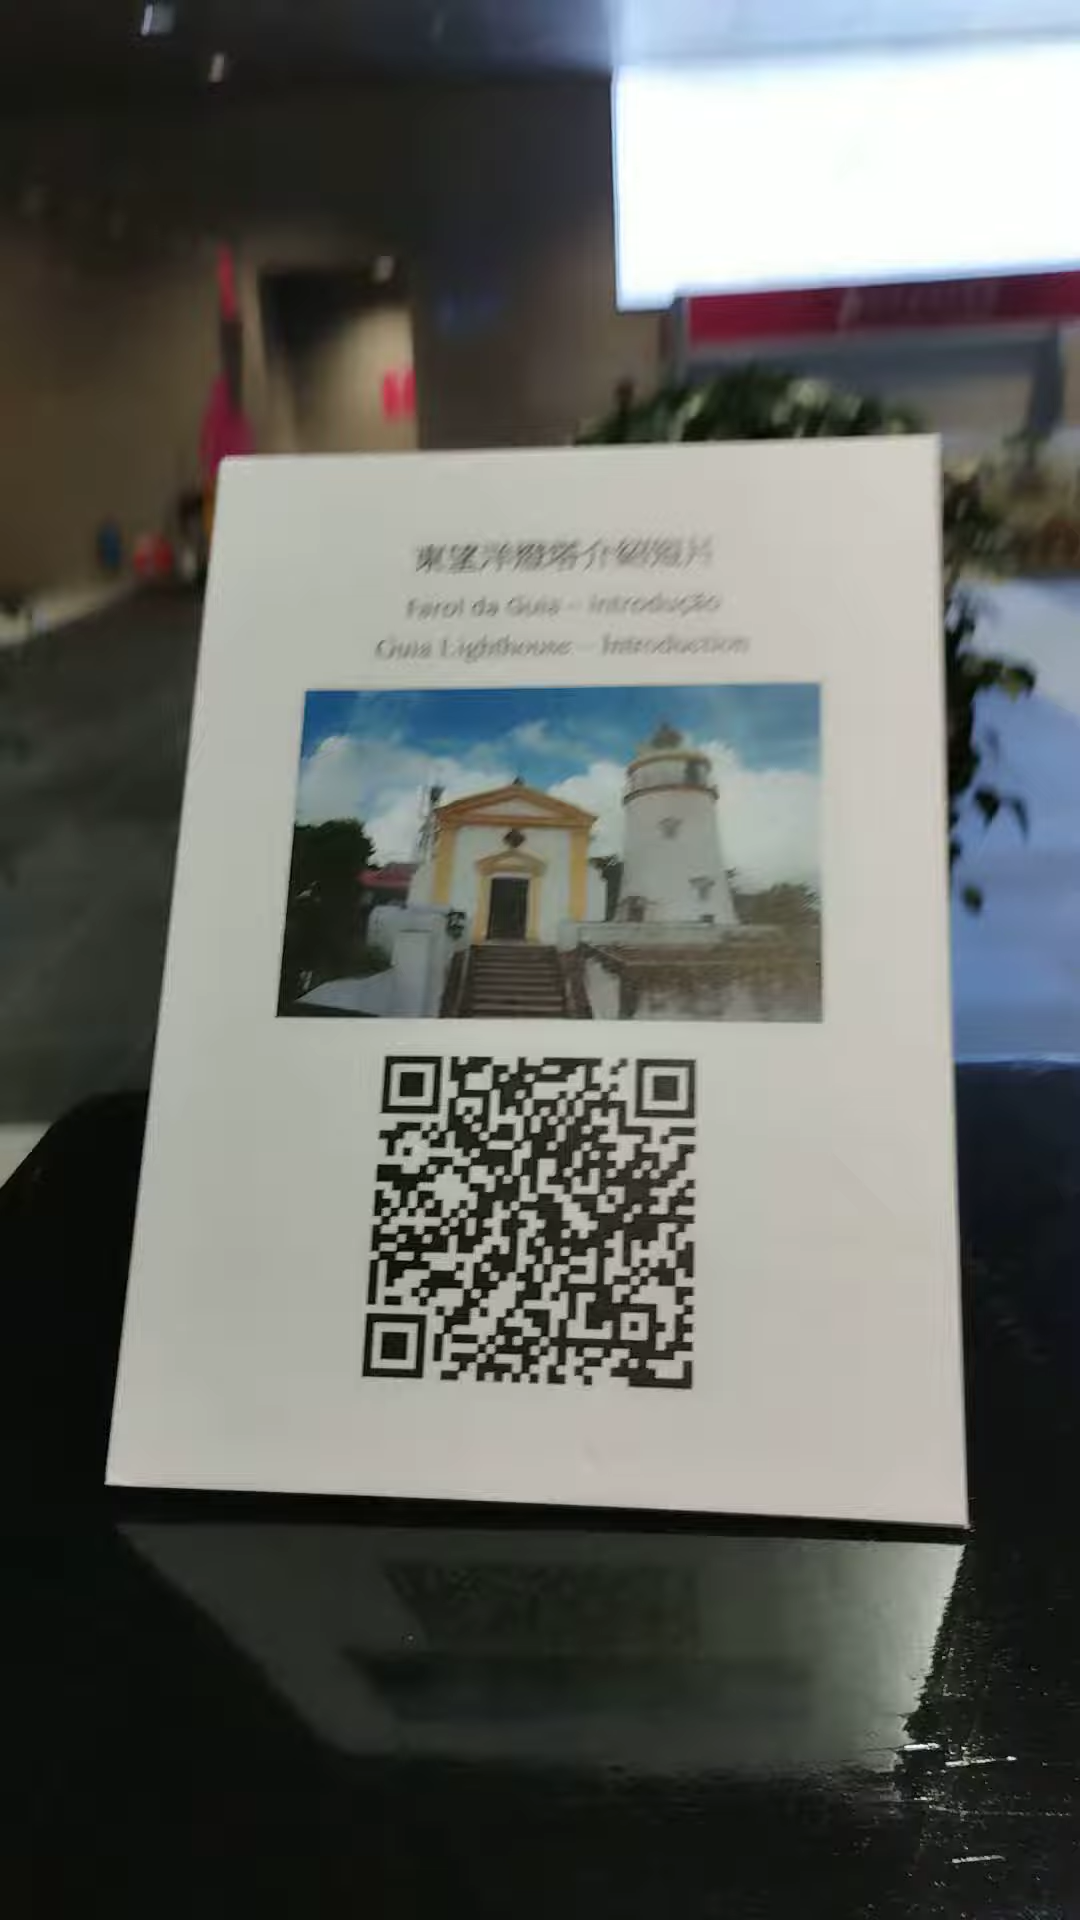 東望洋燈塔介紹短片
Farol da Guia – Introdução
Guia Lighthouse – Introduction